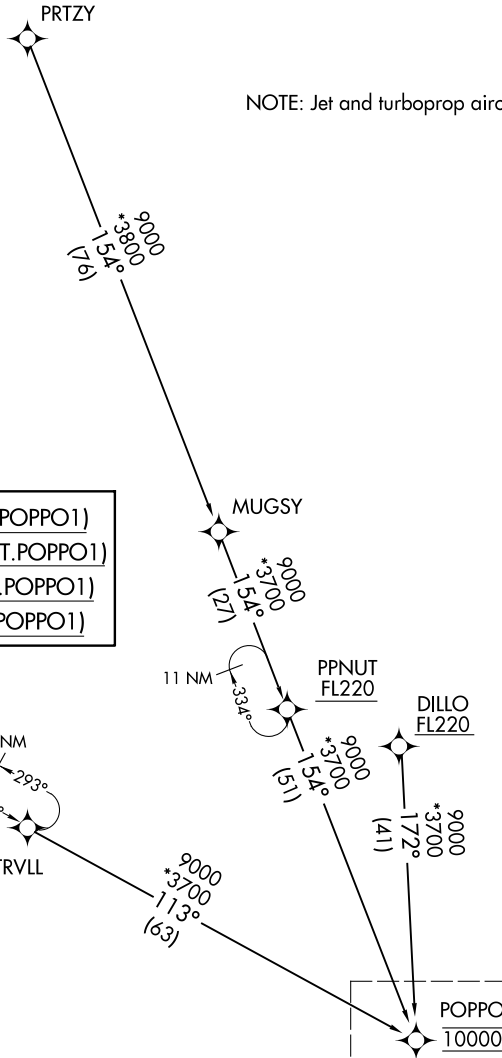 PRTZY
NOTE: Jet and turboprop airc
9000
*3800
154°
(76)
POPPO1)
T.POPPO1)
.POPPO1)
POPPO1)
MUGSY
9000
*3700
154°
(27)
11 NM
334°
PPNUT
FL220
DILLO
FL220
9000
*3700
154°
(51)
9000
*3700
172°
(41)
NM
293°
TRVLL
9000
*3700
113°
(63)
POPPO
10000